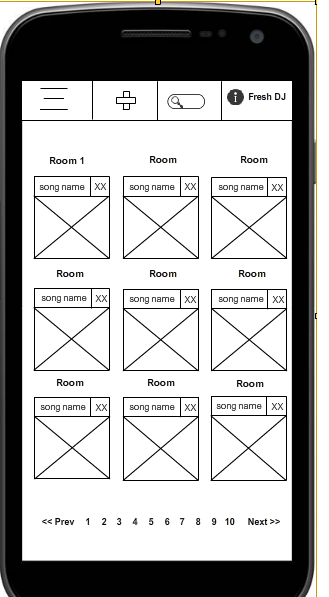 Fresh DJ
Room 1 Room Room
song name XX song name XX song name XX
Room Room Room
song name XX song name XX song name XX
Room Room Room
song name XX song name XX song name XX
<< Prev 1 2 3 4 5 6 7 8 9 10 Next >>